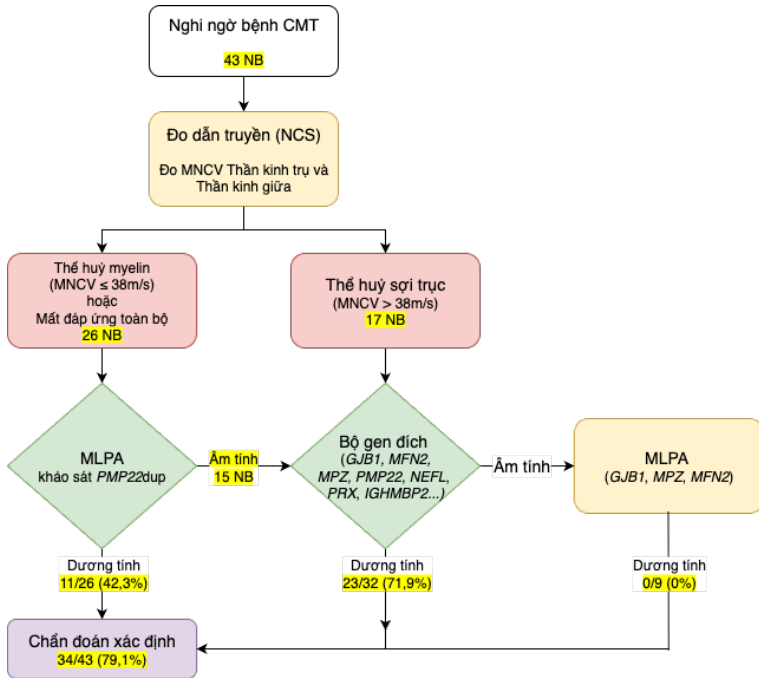 Nghi ngờ bệnh CMT
43 NB
Đo dẫn truyền (NCS)
Đo MNCV Thần kinh trụ và
Thần kinh giữa
Thể huỷ myelin
(MNCV ≤ 38m/s)
hoặc
Mất đáp ứng toàn bộ
26 NB
Thể huỷ sợi trục
(MNCV > 38m/s)
17 NB
MLPA
khảo sát PMP22dup
Âm tính
15 NB
Bộ gen đích
(GJB1, MFN2,
MPZ, PMP22, NEFL,
PRX, IGHMBP2...)
Âm tính
MLPA
(GJB1, MPZ, MFN2)
Dương tính
11/26 (42,3%)
Dương tính
23/32 (71,9%)
Dương tính
0/9 (0%)
Chẩn đoán xác định
34/43 (79,1%)